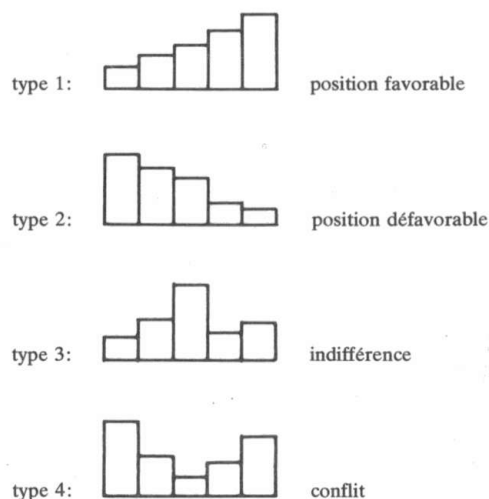 type 1: position favorable
type 2: position défavorable
type 3: indifférence
type 4: conflit